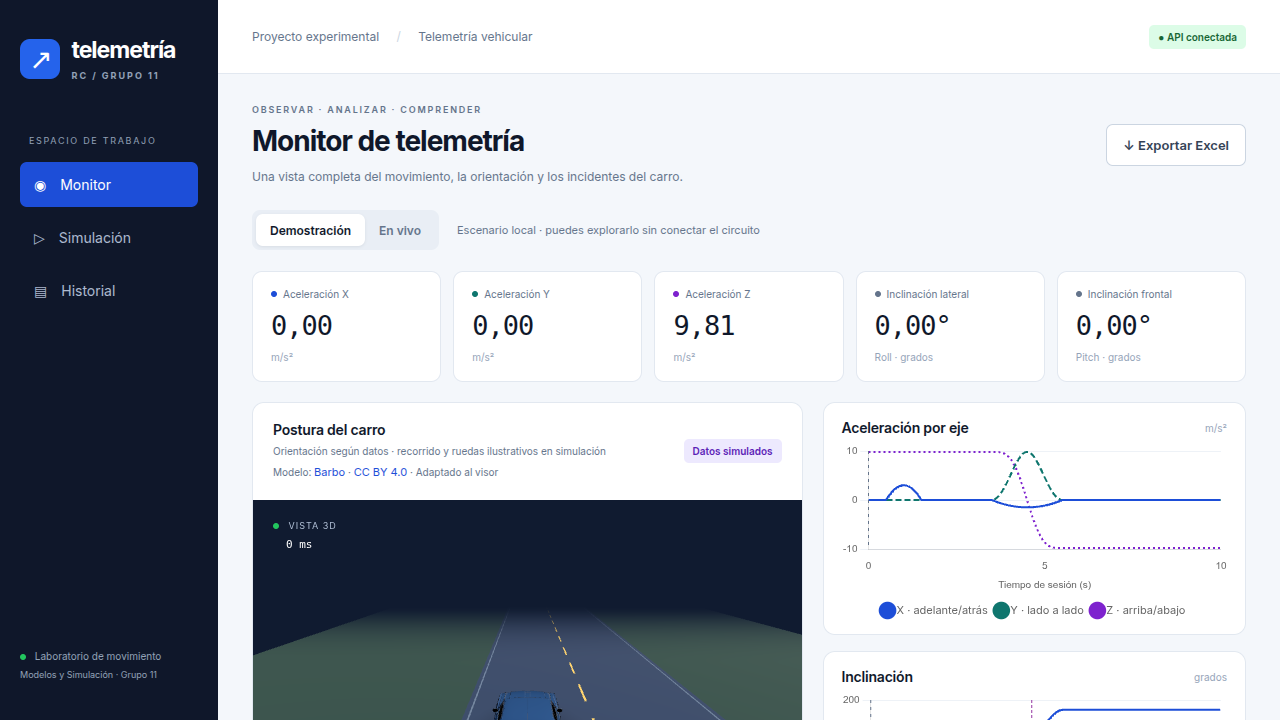 telemetría
RC / GRUPO 11
ESPACIO DE TRABAJO
Monitor
Simulación
Historial
Laboratorio de movimiento
Modelos y Simulación · Grupo 11
Proyecto experimental / Telemetría vehicular
● API conectada
OBSERVAR · ANALIZAR · COMPRENDER
Monitor de telemetría
Una vista completa del movimiento, la orientación y los incidentes del carro.
↓ Exportar Excel
Demostración
En vivo
Escenario local · puedes explorarlo sin conectar el circuito
Aceleración X
0,00
m/s²
Aceleración Y
0,00
m/s²
Aceleración Z
9,81
m/s²
Inclinación lateral
0,00°
Roll · grados
Inclinación frontal
0,00°
Pitch · grados
Postura del carro
Orientación según datos · recorrido y ruedas ilustrativos en simulación
Modelo: Barbo · CC BY 4.0 · Adaptado al visor
Datos simulados
VISTA 3D
0 ms
Aceleración por eje
m/s²
10
0
-10
0 5 10
Tiempo de sesión (s)
X · adelante/atrás Y · lado a lado Z · arriba/abajo
Inclinación
grados
200